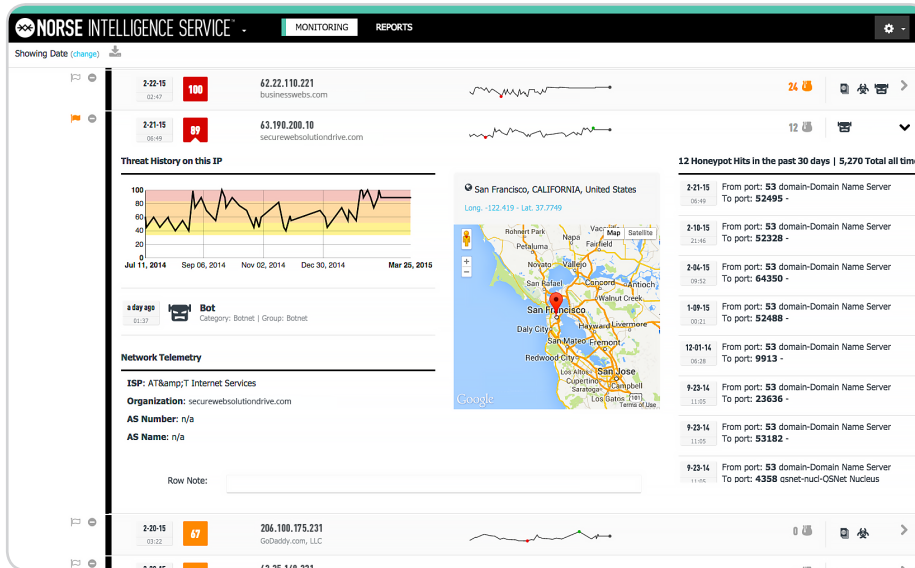 NORSE INTELLIGENCE SERVICE™
MONITORING
REPORTS
Showing Date (change)
2-22-15
02:47
100
62.22.110.221
businesswebs.com
24
2-21-15
06:49
89
63.190.200.10
securewebsolutiondrive.com
12
Threat History on this IP
100
80
60
40
20
0
Jul 11, 2014
Sep 06, 2014
Nov 02, 2014
Dec 30, 2014
Mar 25, 2015
a day ago
01:37
Bot
Category: Botnet | Group: Botnet
Network Telemetry
ISP: AT&amp;T Internet Services
Organization: securewebsolutiondrive.com
AS Number: n/a
AS Name: n/a
Row Note:
San Francisco, CALIFORNIA, United States
Long. -122.419 - Lat. 37.7749
Map
Satellite
Rohnert Park
Napa
Vac
Fairfield
Petaluma
Novato
Vallejo
San Rafael
Concord
Antioch
Walnut Creek
San Francisco
Daly City
Hayward
Livermore
San Mateo
Fremont
Redwood City
Los Altos
San Jose
Cupertino
Campbell
Saratoga
Los Gatos
101
Google
Terms of Use
12 Honeypot Hits in the past 30 days | 5,270 Total all time
2-21-15
06:49
From port: 53 domain-Domain Name Server
To port: 52495 -
2-10-15
21:46
From port: 53 domain-Domain Name Server
To port: 52328 -
2-04-15
09:52
From port: 53 domain-Domain Name Server
To port: 64350 -
1-09-15
00:21
From port: 53 domain-Domain Name Server
To port: 52488 -
12-01-14
06:28
From port: 53 domain-Domain Name Server
To port: 9913 -
9-23-14
11:05
From port: 53 domain-Domain Name Server
To port: 23636 -
9-23-14
11:05
From port: 53 domain-Domain Name Server
To port: 53182 -
9-23-14
11:05
From port: 53 domain-Domain Name Server
To port: 4358 qsnet-nucl-QSNet Nucleus
2-20-15
03:22
67
206.100.175.231
GoDaddy.com, LLC
0